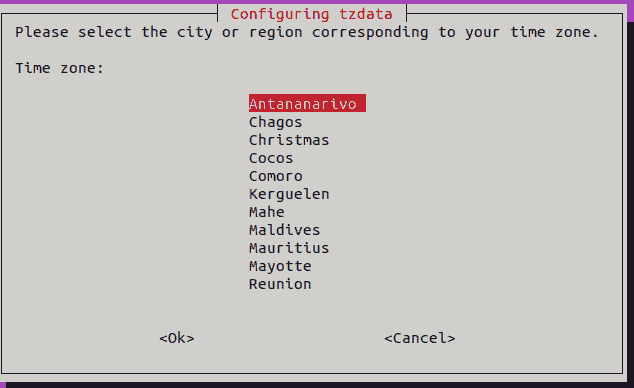 Configuring tzdata
Please select the city or region corresponding to your time zone.
Time zone:
Antananarivo
Chagos
Christmas
Cocos
Comoro
Kerguelen
Mahe
Maldives
Mauritius
Mayotte
Reunion
<Ok> <Cancel>